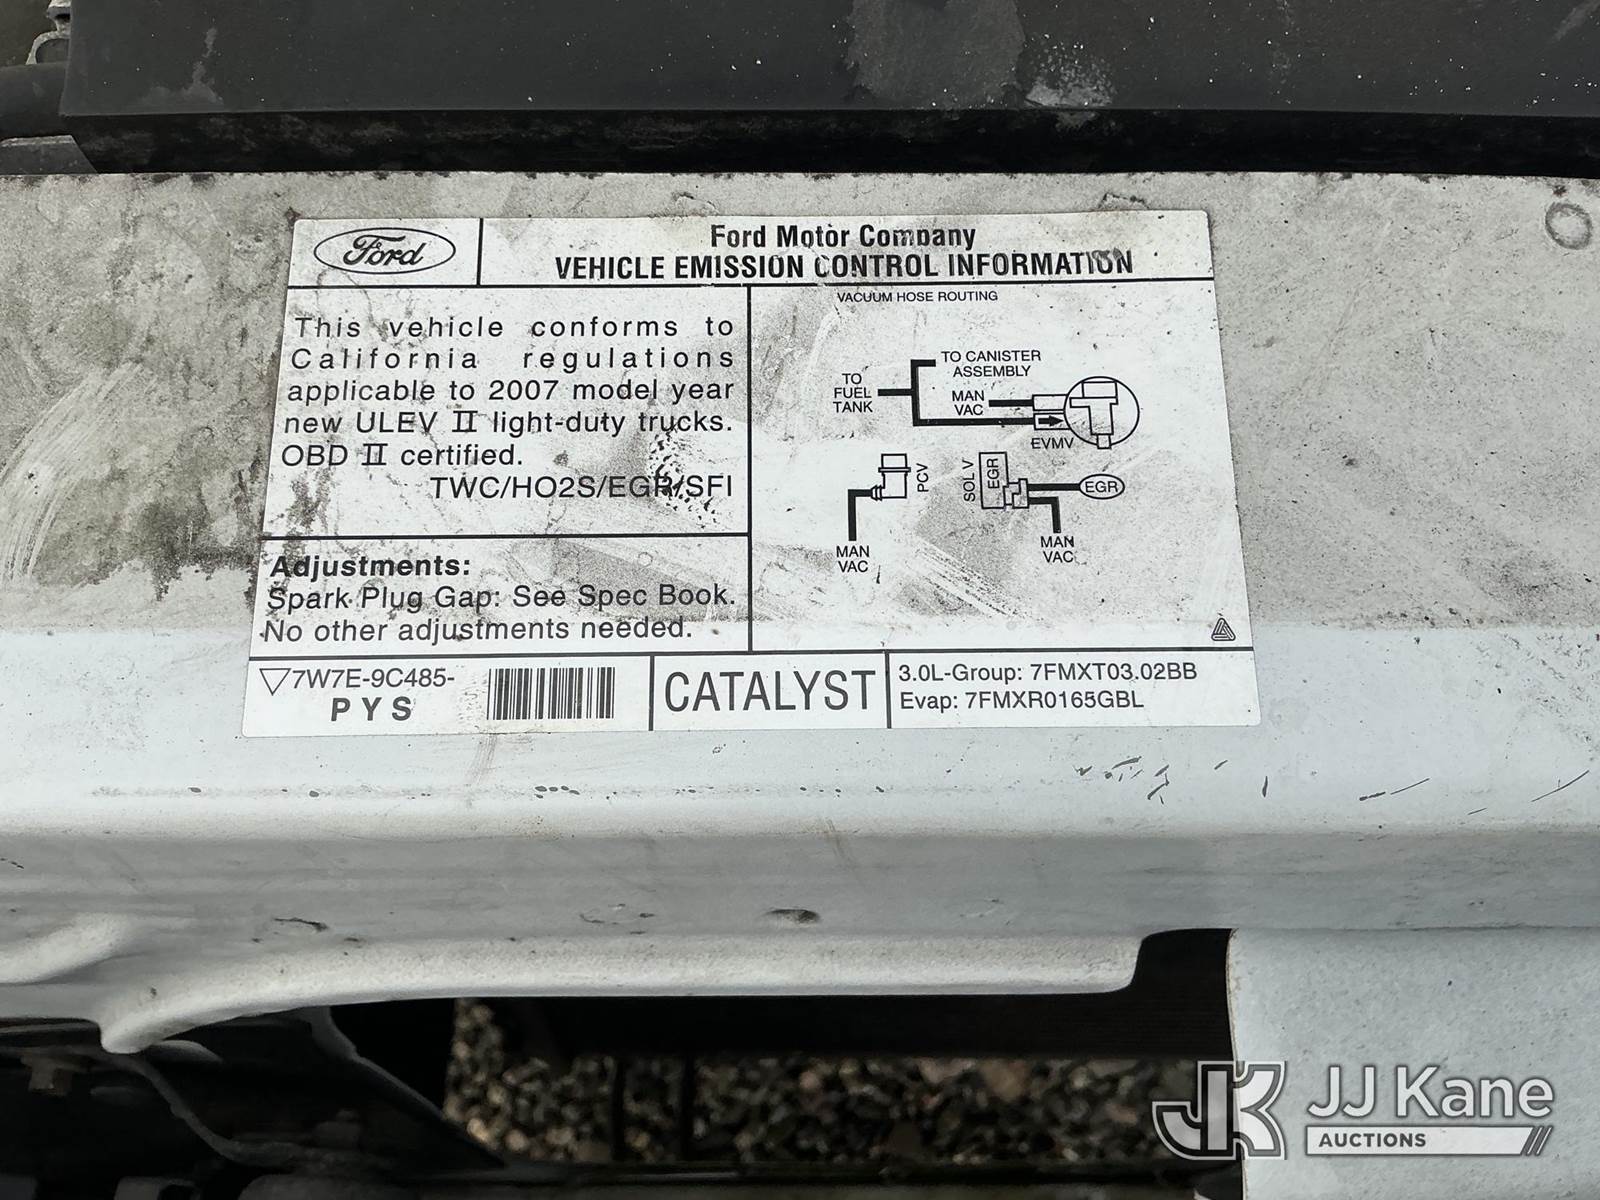 Ford
Ford Motor Company
VEHICLE EMISSION CONTROL INFORMATION
This vehicle conforms to
California regulations
applicable to 2007 model year
new ULEV II light-duty trucks.
OBD II certified.
TWC/HO2S/EGR/SFI
Adjustments:
Spark Plug Gap: See Spec Book.
No other adjustments needed.
VACUUM HOSE ROUTING
TO CANISTER
ASSEMBLY
TO
FUEL
TANK
MAN
VAC
EVMV
PCV
MAN
VAC
SOL V
EGR
EGR
MAN
VAC
▽7W7E-9C485-
PYS
CATALYST
3.0L-Group: 7FMXT03.02BB
Evap: 7FMXR0165GBL
JK
JJ Kane
AUCTIONS